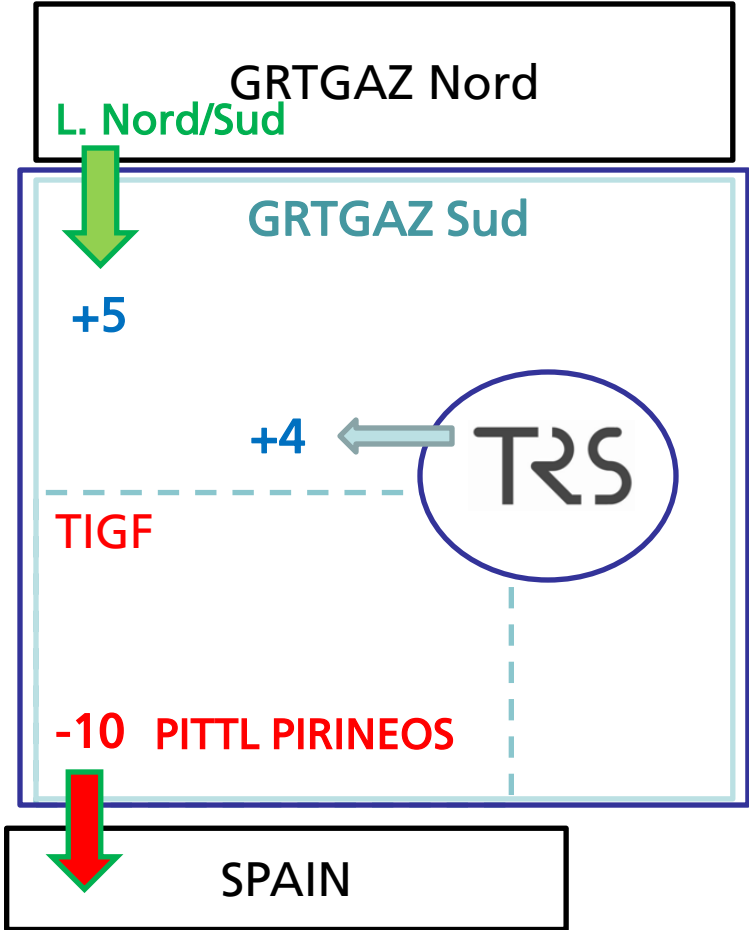 GRTGAZ Nord
L. Nord/Sud
GRTGAZ Sud
+5
+4
TRS
TIGF
-10 PITTL PIRINEOS
SPAIN